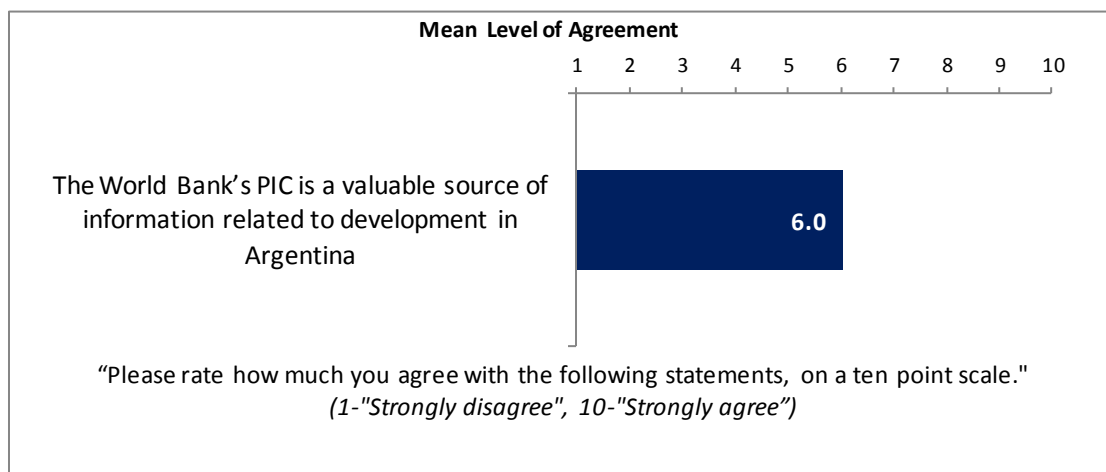 Mean Level of Agreement
1 2 3 4 5 6 7 8 9 10
The World Bank’s PIC is a valuable source of
information related to development in
Argentina
6.0
“Please rate how much you agree with the following statements, on a ten point scale."
(1-"Strongly disagree", 10-"Strongly agree”)